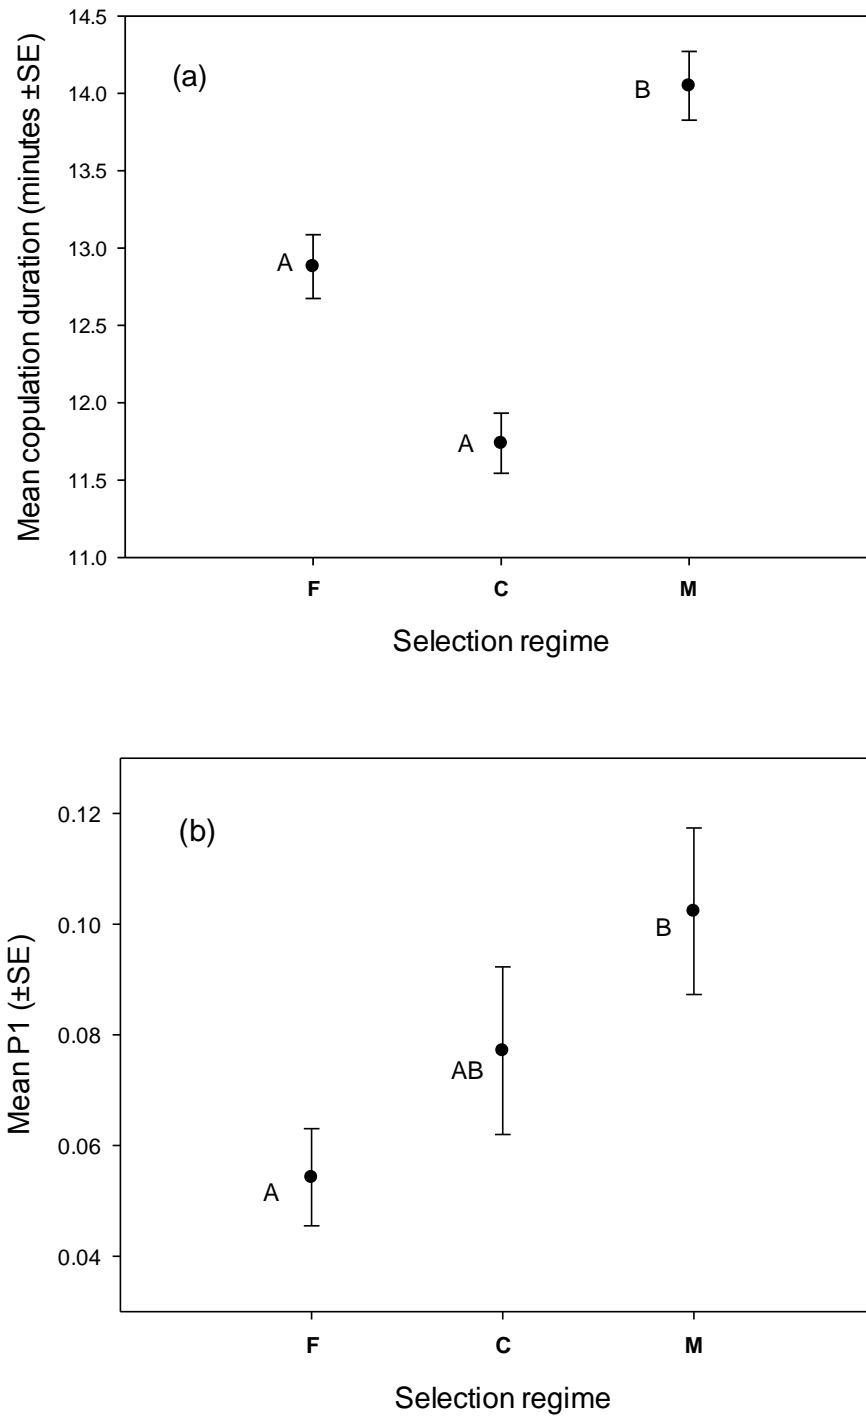 14.5
(a)
14.0
B
13.5
13.0
A
12.5
12.0
A
11.5
11.0
Mean copulation duration (minutes ±SE)
F C M
Selection regime
0.12
(b)
0.10
B
0.08
AB
0.06
A
0.04
Mean P1 (±SE)
F C M
Selection regime